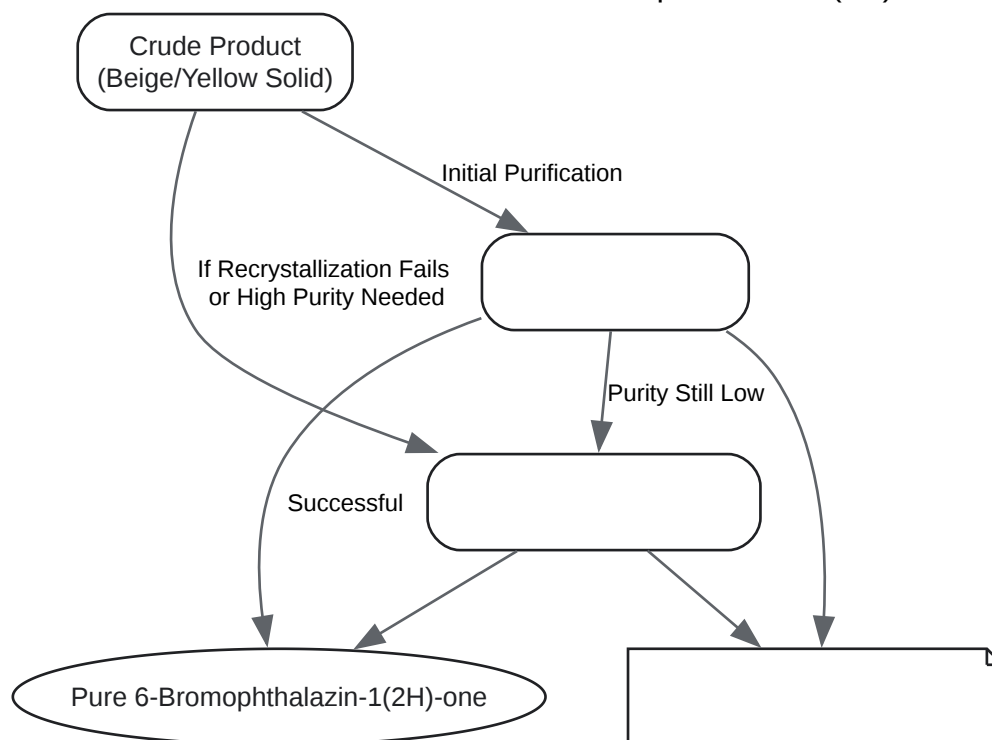 Crude Product
(Beige/Yellow Solid)
Initial Purification
If Recrystallization Fails
or High Purity Needed
Purity Still Low
Successful
Pure 6-Bromophthalazin-1(2H)-one